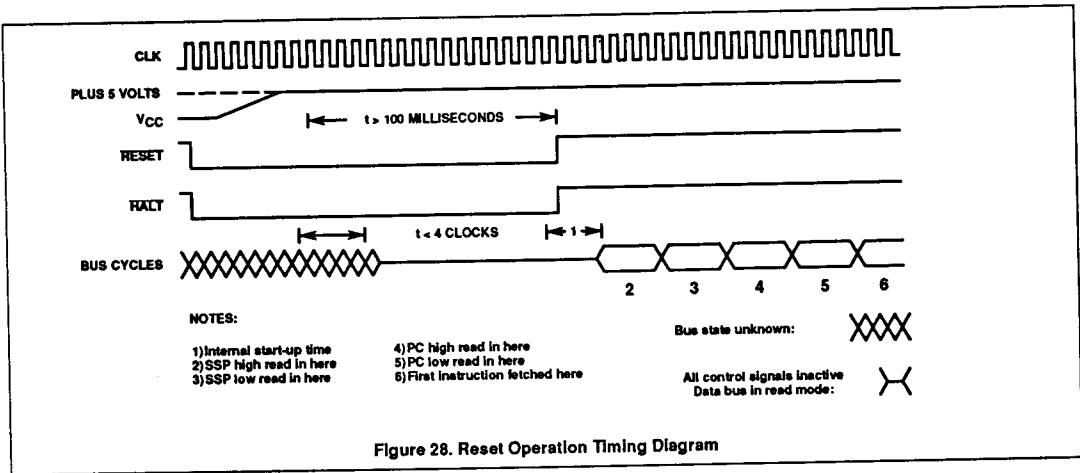 CLK
PLUS 5 VOLTS
VCC
t > 100 MILLISECONDS
RESET
HALT
t < 4 CLOCKS
1
BUS CYCLES
2 3 4 5 6
NOTES:
1)Internal start-up time
2)SSP high read in here
3)SSP low read in here
4)PC high read in here
5)PC low read in here
6)First instruction fetched here
Bus state unknown:
All control signals inactive
Data bus in read mode:
Figure 28. Reset Operation Timing Diagram